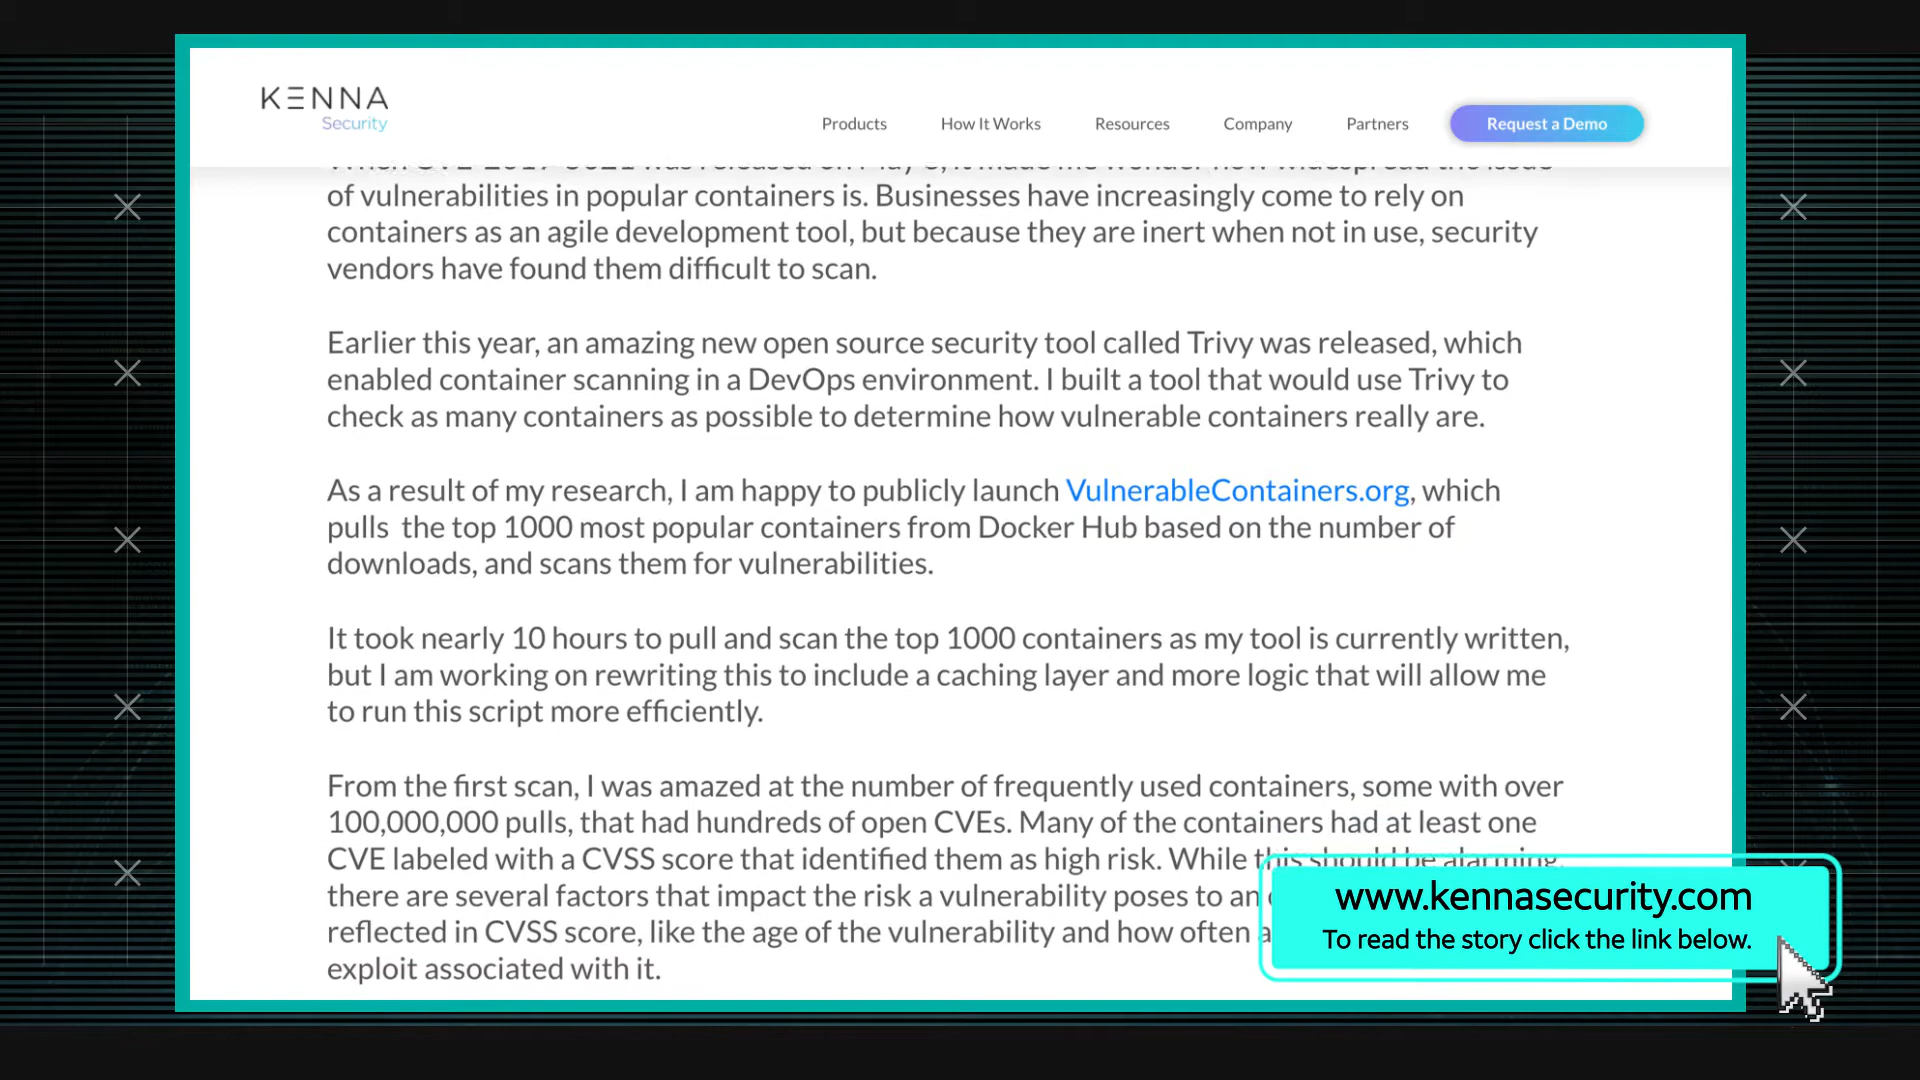 KENNA
Security
Products
How It Works
Resources
Company
Partners
Request a Demo
of vulnerabilities in popular containers is. Businesses have increasingly come to rely on
containers as an agile development tool, but because they are inert when not in use, security
vendors have found them difficult to scan.
Earlier this year, an amazing new open source security tool called Trivy was released, which
enabled container scanning in a DevOps environment. I built a tool that would use Trivy to
check as many containers as possible to determine how vulnerable containers really are.
As a result of my research, I am happy to publicly launch VulnerableContainers.org, which
pulls  the top 1000 most popular containers from Docker Hub based on the number of
downloads, and scans them for vulnerabilities.
It took nearly 10 hours to pull and scan the top 1000 containers as my tool is currently written,
but I am working on rewriting this to include a caching layer and more logic that will allow me
to run this script more efficiently.
From the first scan, I was amazed at the number of frequently used containers, some with over
100,000,000 pulls, that had hundreds of open CVEs. Many of the containers had at least one
CVE labeled with a CVSS score that identified them as high risk. While this should be alarming,
there are several factors that impact the risk a vulnerability poses to an
reflected in CVSS score, like the age of the vulnerability and how often
exploit associated with it.
www.kennasecurity.com
To read the story click the link below.